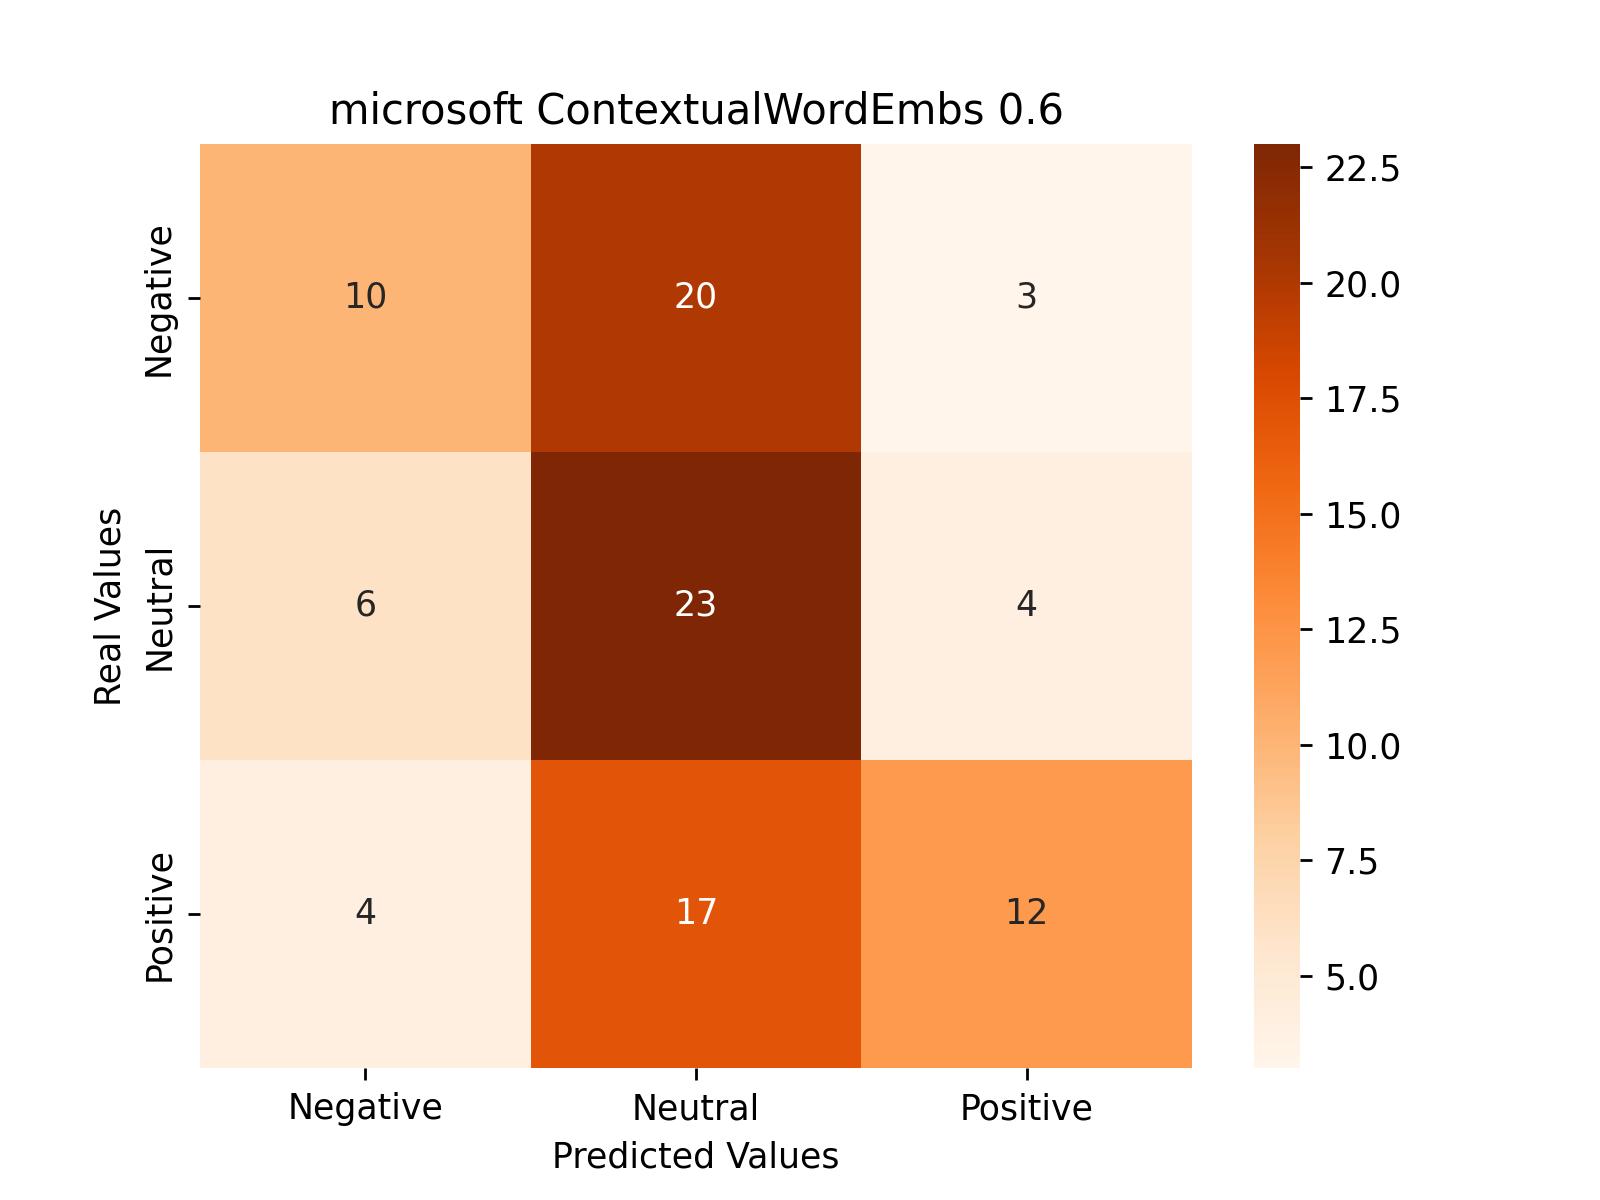 microsoft ContextualWordEmbs 0.6
Real Values
Negative
10 20 3
Neutral
6 23 4
Positive
4 17 12
Negative Neutral Positive
Predicted Values
22.5
20.0
17.5
15.0
12.5
10.0
7.5
5.0